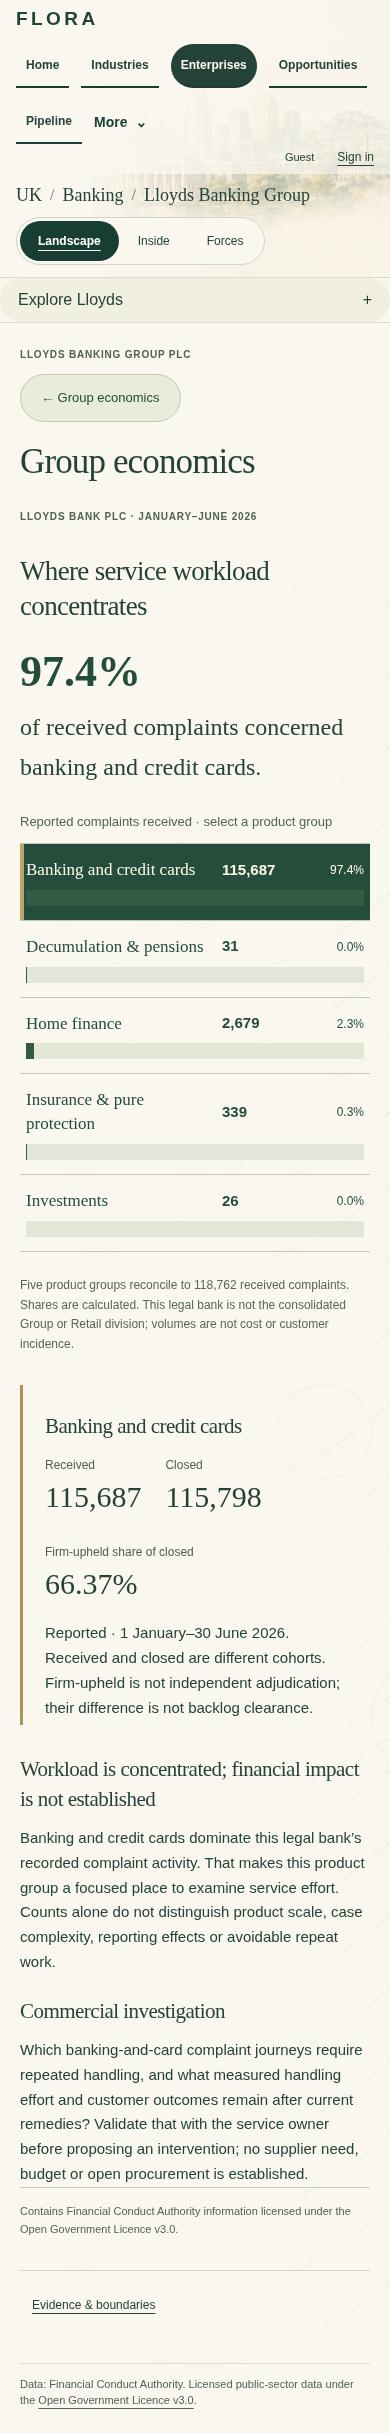 FLORA
Home Industries Enterprises Opportunities
Pipeline More ⌄
Guest Sign in
UK / Banking / Lloyds Banking Group
Landscape Inside Forces
Explore Lloyds +
LLOYDS BANKING GROUP PLC
← Group economics
Group economics
LLOYDS BANK PLC · JANUARY–JUNE 2026
Where service workload
concentrates
97.4%
of received complaints concerned
banking and credit cards.
Reported complaints received · select a product group
Banking and credit cards 115,687 97.4%
Decumulation & pensions 31 0.0%
Home finance 2,679 2.3%
Insurance & pure
protection 339 0.3%
Investments 26 0.0%
Five product groups reconcile to 118,762 received complaints.
Shares are calculated. This legal bank is not the consolidated
Group or Retail division; volumes are not cost or customer
incidence.
Banking and credit cards
Received Closed
115,687 115,798
Firm-upheld share of closed
66.37%
Reported · 1 January–30 June 2026.
Received and closed are different cohorts.
Firm-upheld is not independent adjudication;
their difference is not backlog clearance.
Workload is concentrated; financial impact
is not established
Banking and credit cards dominate this legal bank's
recorded complaint activity. That makes this product
group a focused place to examine service effort.
Counts alone do not distinguish product scale, case
complexity, reporting effects or avoidable repeat
work.
Commercial investigation
Which banking-and-card complaint journeys require
repeated handling, and what measured handling
effort and customer outcomes remain after current
remedies? Validate that with the service owner
before proposing an intervention; no supplier need,
budget or open procurement is established.
Contains Financial Conduct Authority information licensed under the
Open Government Licence v3.0.
Evidence & boundaries
Data: Financial Conduct Authority. Licensed public-sector data under
the Open Government Licence v3.0.